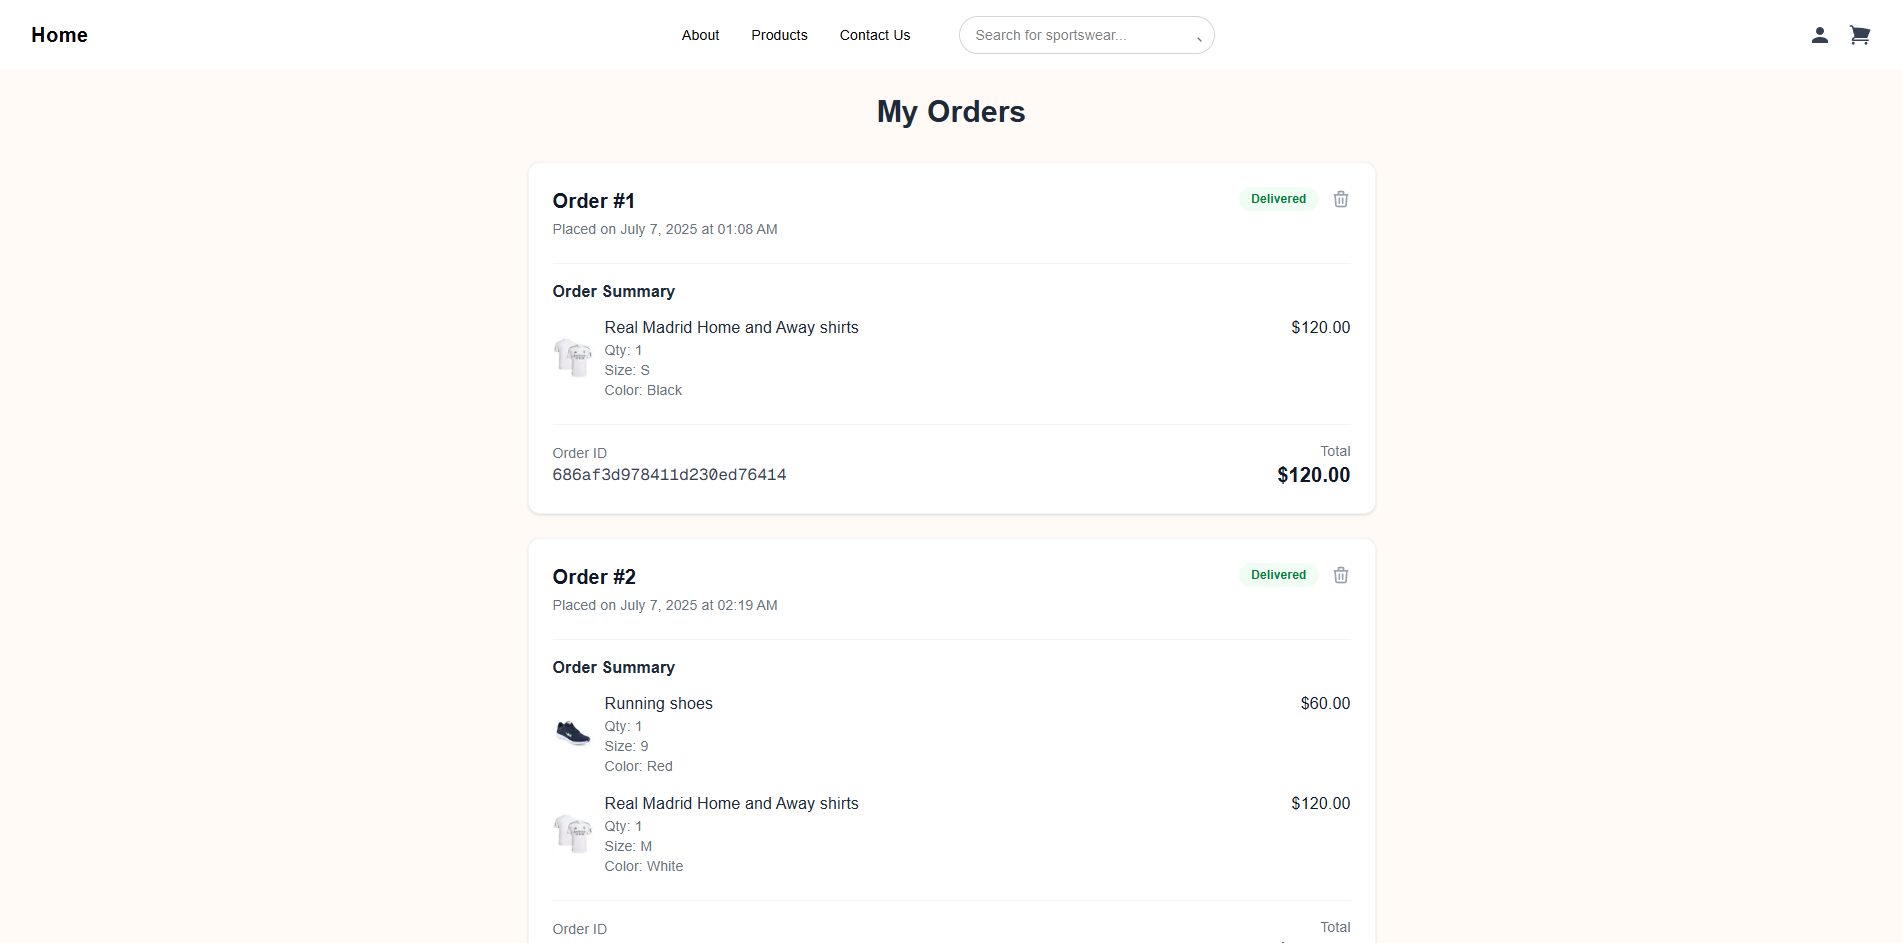 Home
About
Products
Contact Us
Search for sportswear...
My Orders
Order #1
Delivered
Placed on July 7, 2025 at 01:08 AM
Order Summary
Real Madrid Home and Away shirts
$120.00
Qty: 1
Size: S
Color: Black
Order ID
Total
686af3d978411d230ed76414
$120.00
Order #2
Delivered
Placed on July 7, 2025 at 02:19 AM
Order Summary
Running shoes
$60.00
Qty: 1
Size: 9
Color: Red
Real Madrid Home and Away shirts
$120.00
Qty: 1
Size: M
Color: White
Order ID
Total